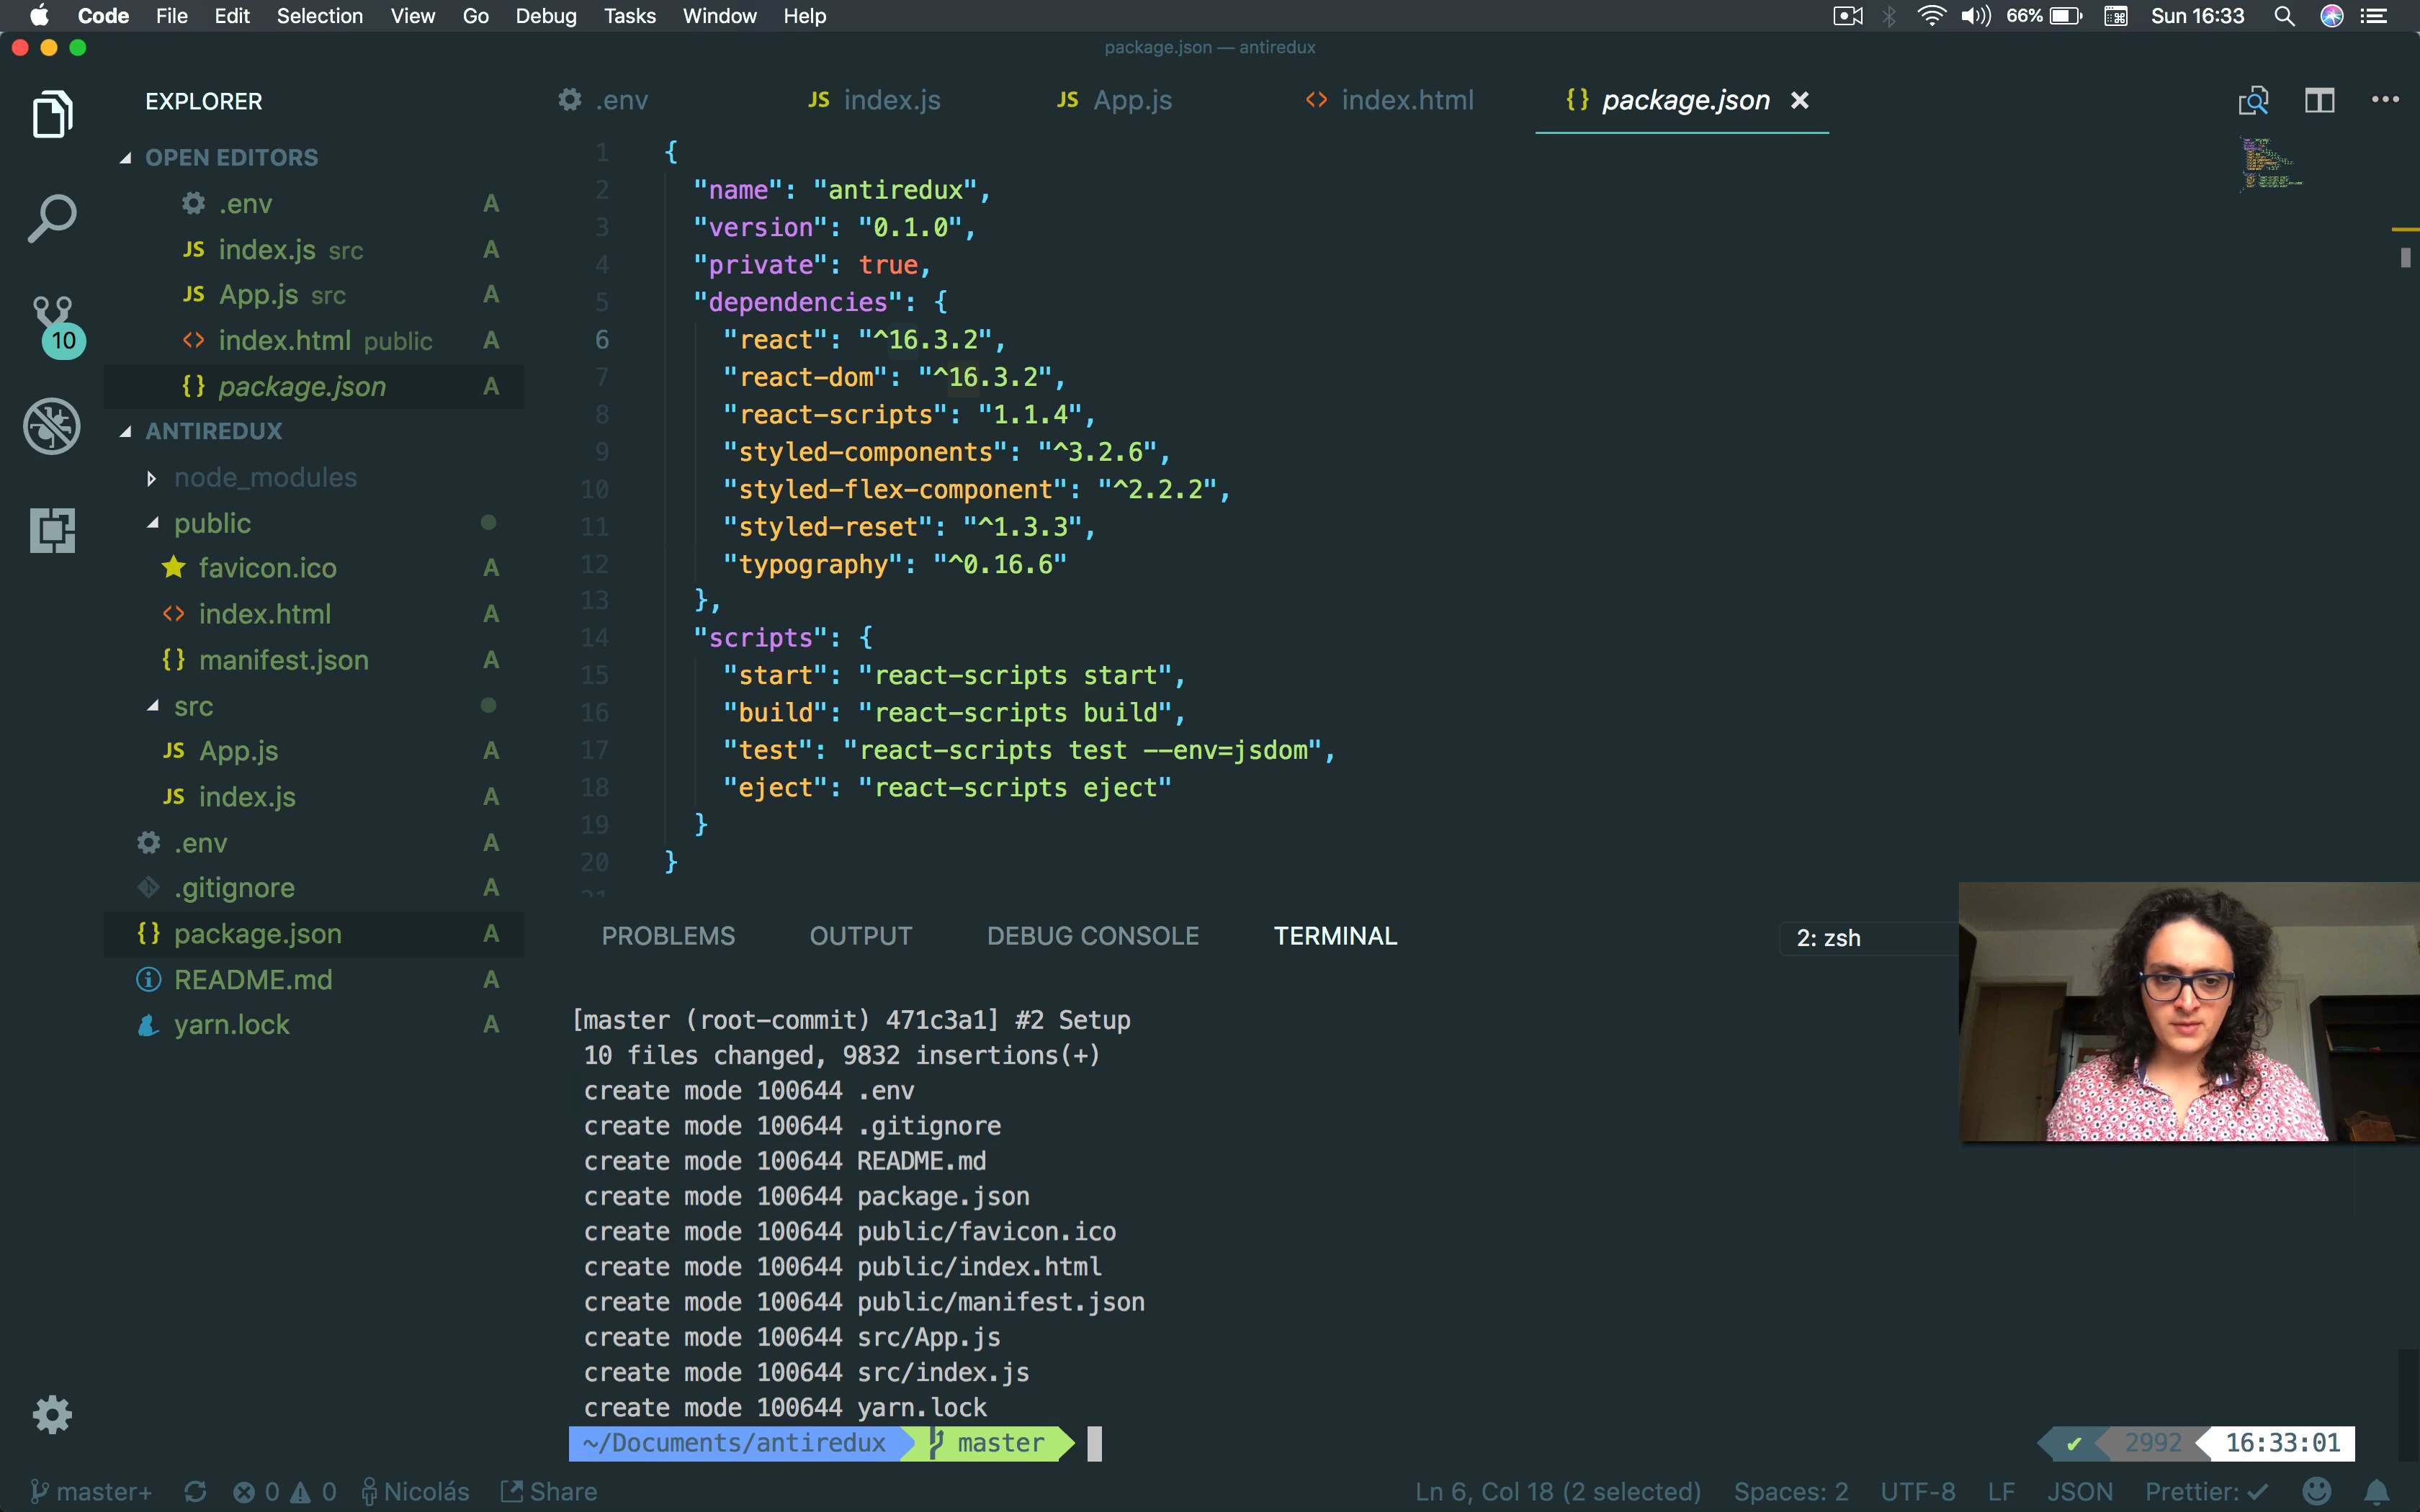 Code File Edit Selection View Go Debug Tasks Window Help 66% Sun 16:33
package.json — antiredux
EXPLORER
OPEN EDITORS
.env A
JS index.js src A
JS App.js src A
<> index.html public A
{} package.json A
ANTIREDUX
node_modules
public
favicon.ico A
<> index.html A
{} manifest.json A
src
JS App.js A
JS index.js A
.env A
.gitignore A
{} package.json A
README.md A
yarn.lock A
10
.env JS index.js JS App.js <> index.html {} package.json
1 {
2 "name": "antiredux",
3 "version": "0.1.0",
4 "private": true,
5 "dependencies": {
6 "react": "^16.3.2",
7 "react-dom": "^16.3.2",
8 "react-scripts": "1.1.4",
9 "styled-components": "^3.2.6",
10 "styled-flex-component": "^2.2.2",
11 "styled-reset": "^1.3.3",
12 "typography": "^0.16.6"
13 },
14 "scripts": {
15 "start": "react-scripts start",
16 "build": "react-scripts build",
17 "test": "react-scripts test --env=jsdom",
18 "eject": "react-scripts eject"
19 }
20 }
PROBLEMS OUTPUT DEBUG CONSOLE TERMINAL 2: zsh
[master (root-commit) 471c3a1] #2 Setup
10 files changed, 9832 insertions(+)
create mode 100644 .env
create mode 100644 .gitignore
create mode 100644 README.md
create mode 100644 package.json
create mode 100644 public/favicon.ico
create mode 100644 public/index.html
create mode 100644 public/manifest.json
create mode 100644 src/App.js
create mode 100644 src/index.js
create mode 100644 yarn.lock
~/Documents/antiredux master 2992 16:33:01
master+ 0 0 Nicolás Share Ln 6, Col 18 (2 selected) Spaces: 2 UTF-8 LF JSON Prettier: ✓